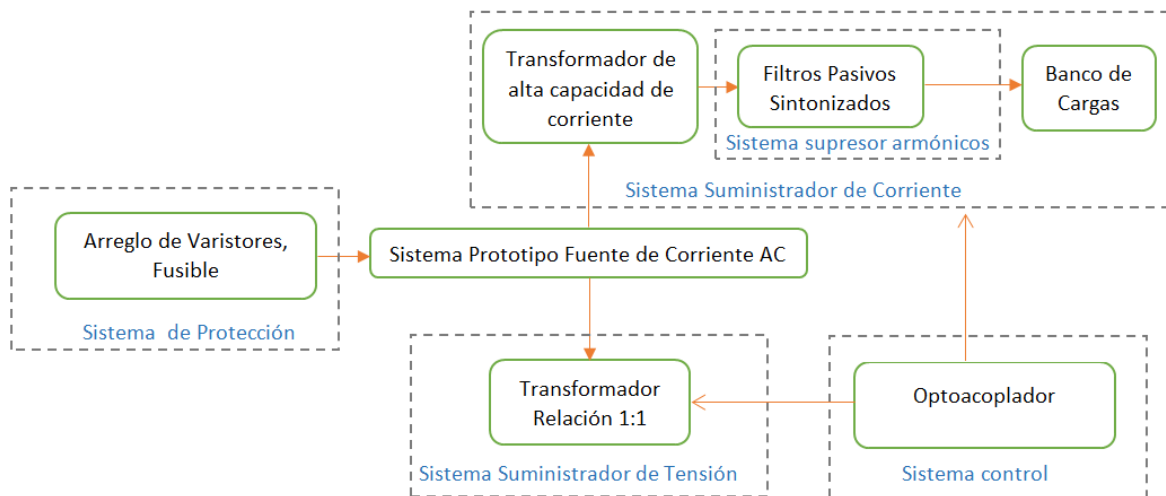 Transformador de
alta capacidad de
corriente
Filtros Pasivos
Sintonizados
Banco de
Cargas
Sistema supresor armónicos
Sistema Suministrador de Corriente
Arreglo de Varistores,
Fusible
Sistema de Protección
Sistema Prototipo Fuente de Corriente AC
Transformador
Relación 1:1
Sistema Suministrador de Tensión
Optoacoplador
Sistema control